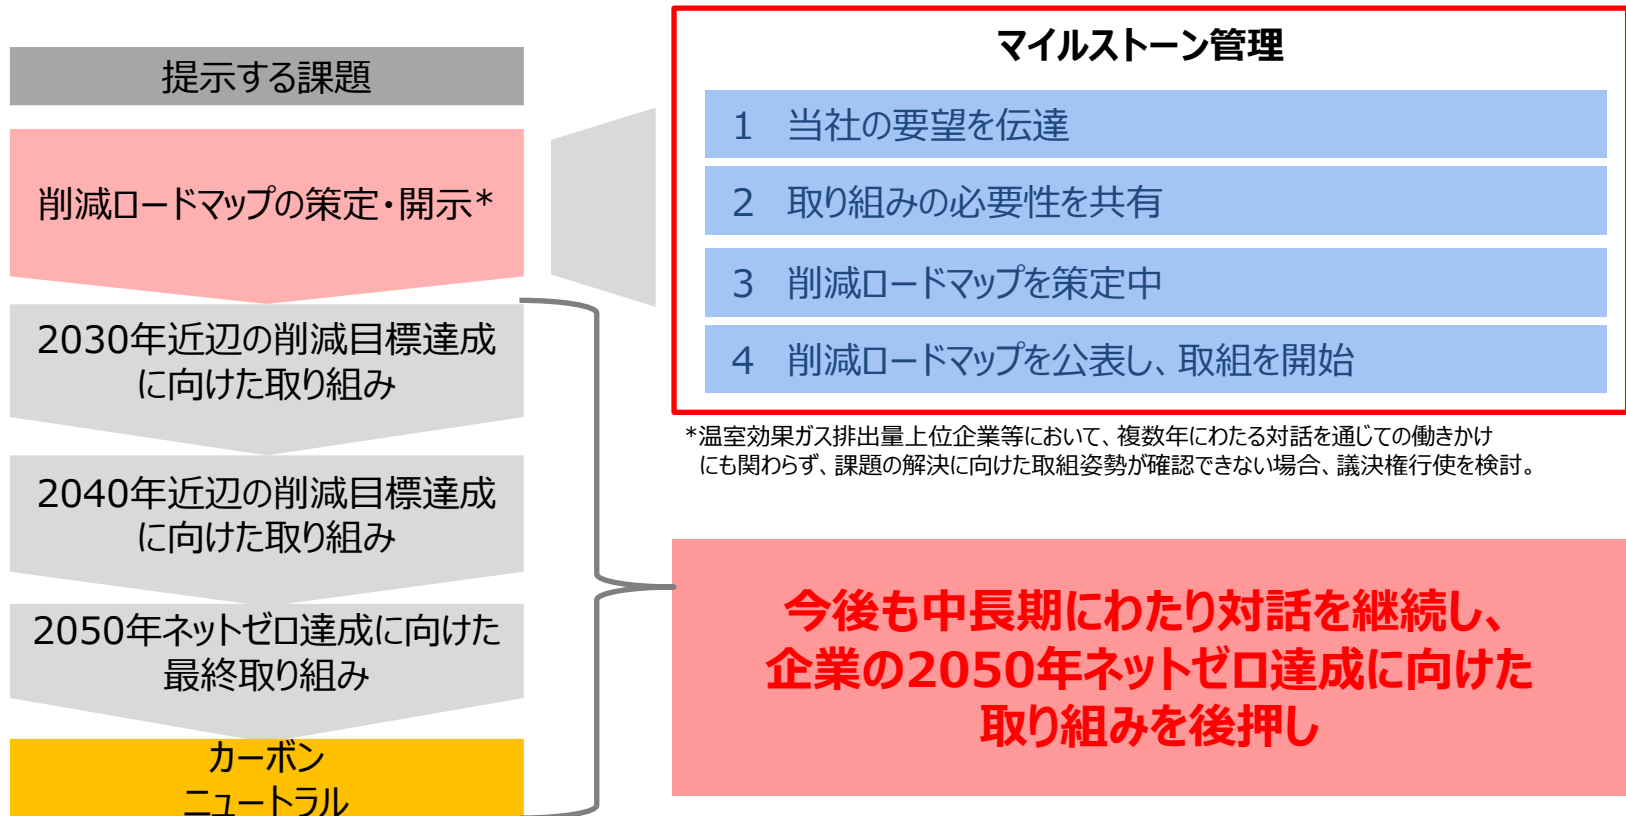 提示する課題
削減ロードマップの策定・開示*
2030年近辺の削減目標達成
に向けた取り組み
2040年近辺の削減目標達成
に向けた取り組み
2050年ネットゼロ達成に向けた
最終取り組み
カーボン
ニュートラル
マイルストーン管理
1 当社の要望を伝達
2 取り組みの必要性を共有
3 削減ロードマップを策定中
4 削減ロードマップを公表し、取組を開始
*温室効果ガス排出量上位企業等において、複数年にわたる対話を通じての働きかけ
にも関わらず、課題の解決に向けた取組姿勢が確認できない場合、議決権行使を検討。
今後も中長期にわたり対話を継続し、
企業の2050年ネットゼロ達成に向けた
取り組みを後押し